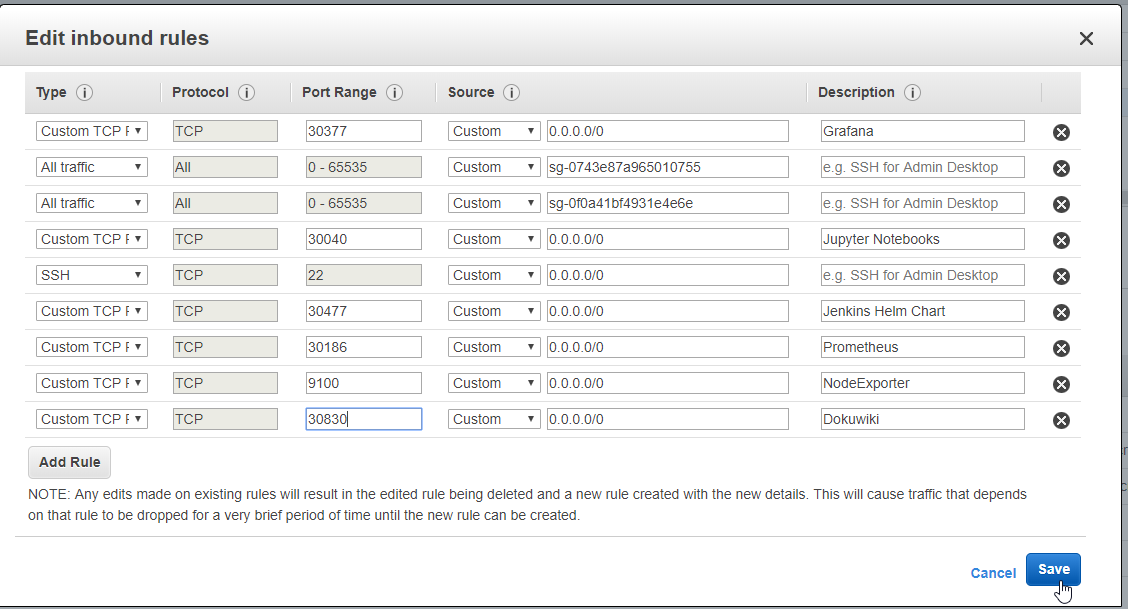 Edit inbound rules
Type Protocol Port Range Source Description
Custom TCP F TCP 30377 Custom 0.0.0.0/0 Grafana
All traffic All 0 - 65535 Custom sg-0743e87a965010755 e.g. SSH for Admin Desktop
All traffic All 0 - 65535 Custom sg-0f0a41bf4931e4e6e e.g. SSH for Admin Desktop
Custom TCP F TCP 30040 Custom 0.0.0.0/0 Jupyter Notebooks
SSH TCP 22 Custom 0.0.0.0/0 e.g. SSH for Admin Desktop
Custom TCP F TCP 30477 Custom 0.0.0.0/0 Jenkins Helm Chart
Custom TCP F TCP 30186 Custom 0.0.0.0/0 Prometheus
Custom TCP F TCP 9100 Custom 0.0.0.0/0 NodeExporter
Custom TCP F TCP 30830 Custom 0.0.0.0/0 Dokuwiki
Add Rule
NOTE: Any edits made on existing rules will result in the edited rule being deleted and a new rule created with the new details. This will cause traffic that depends
on that rule to be dropped for a very brief period of time until the new rule can be created.
Cancel Save